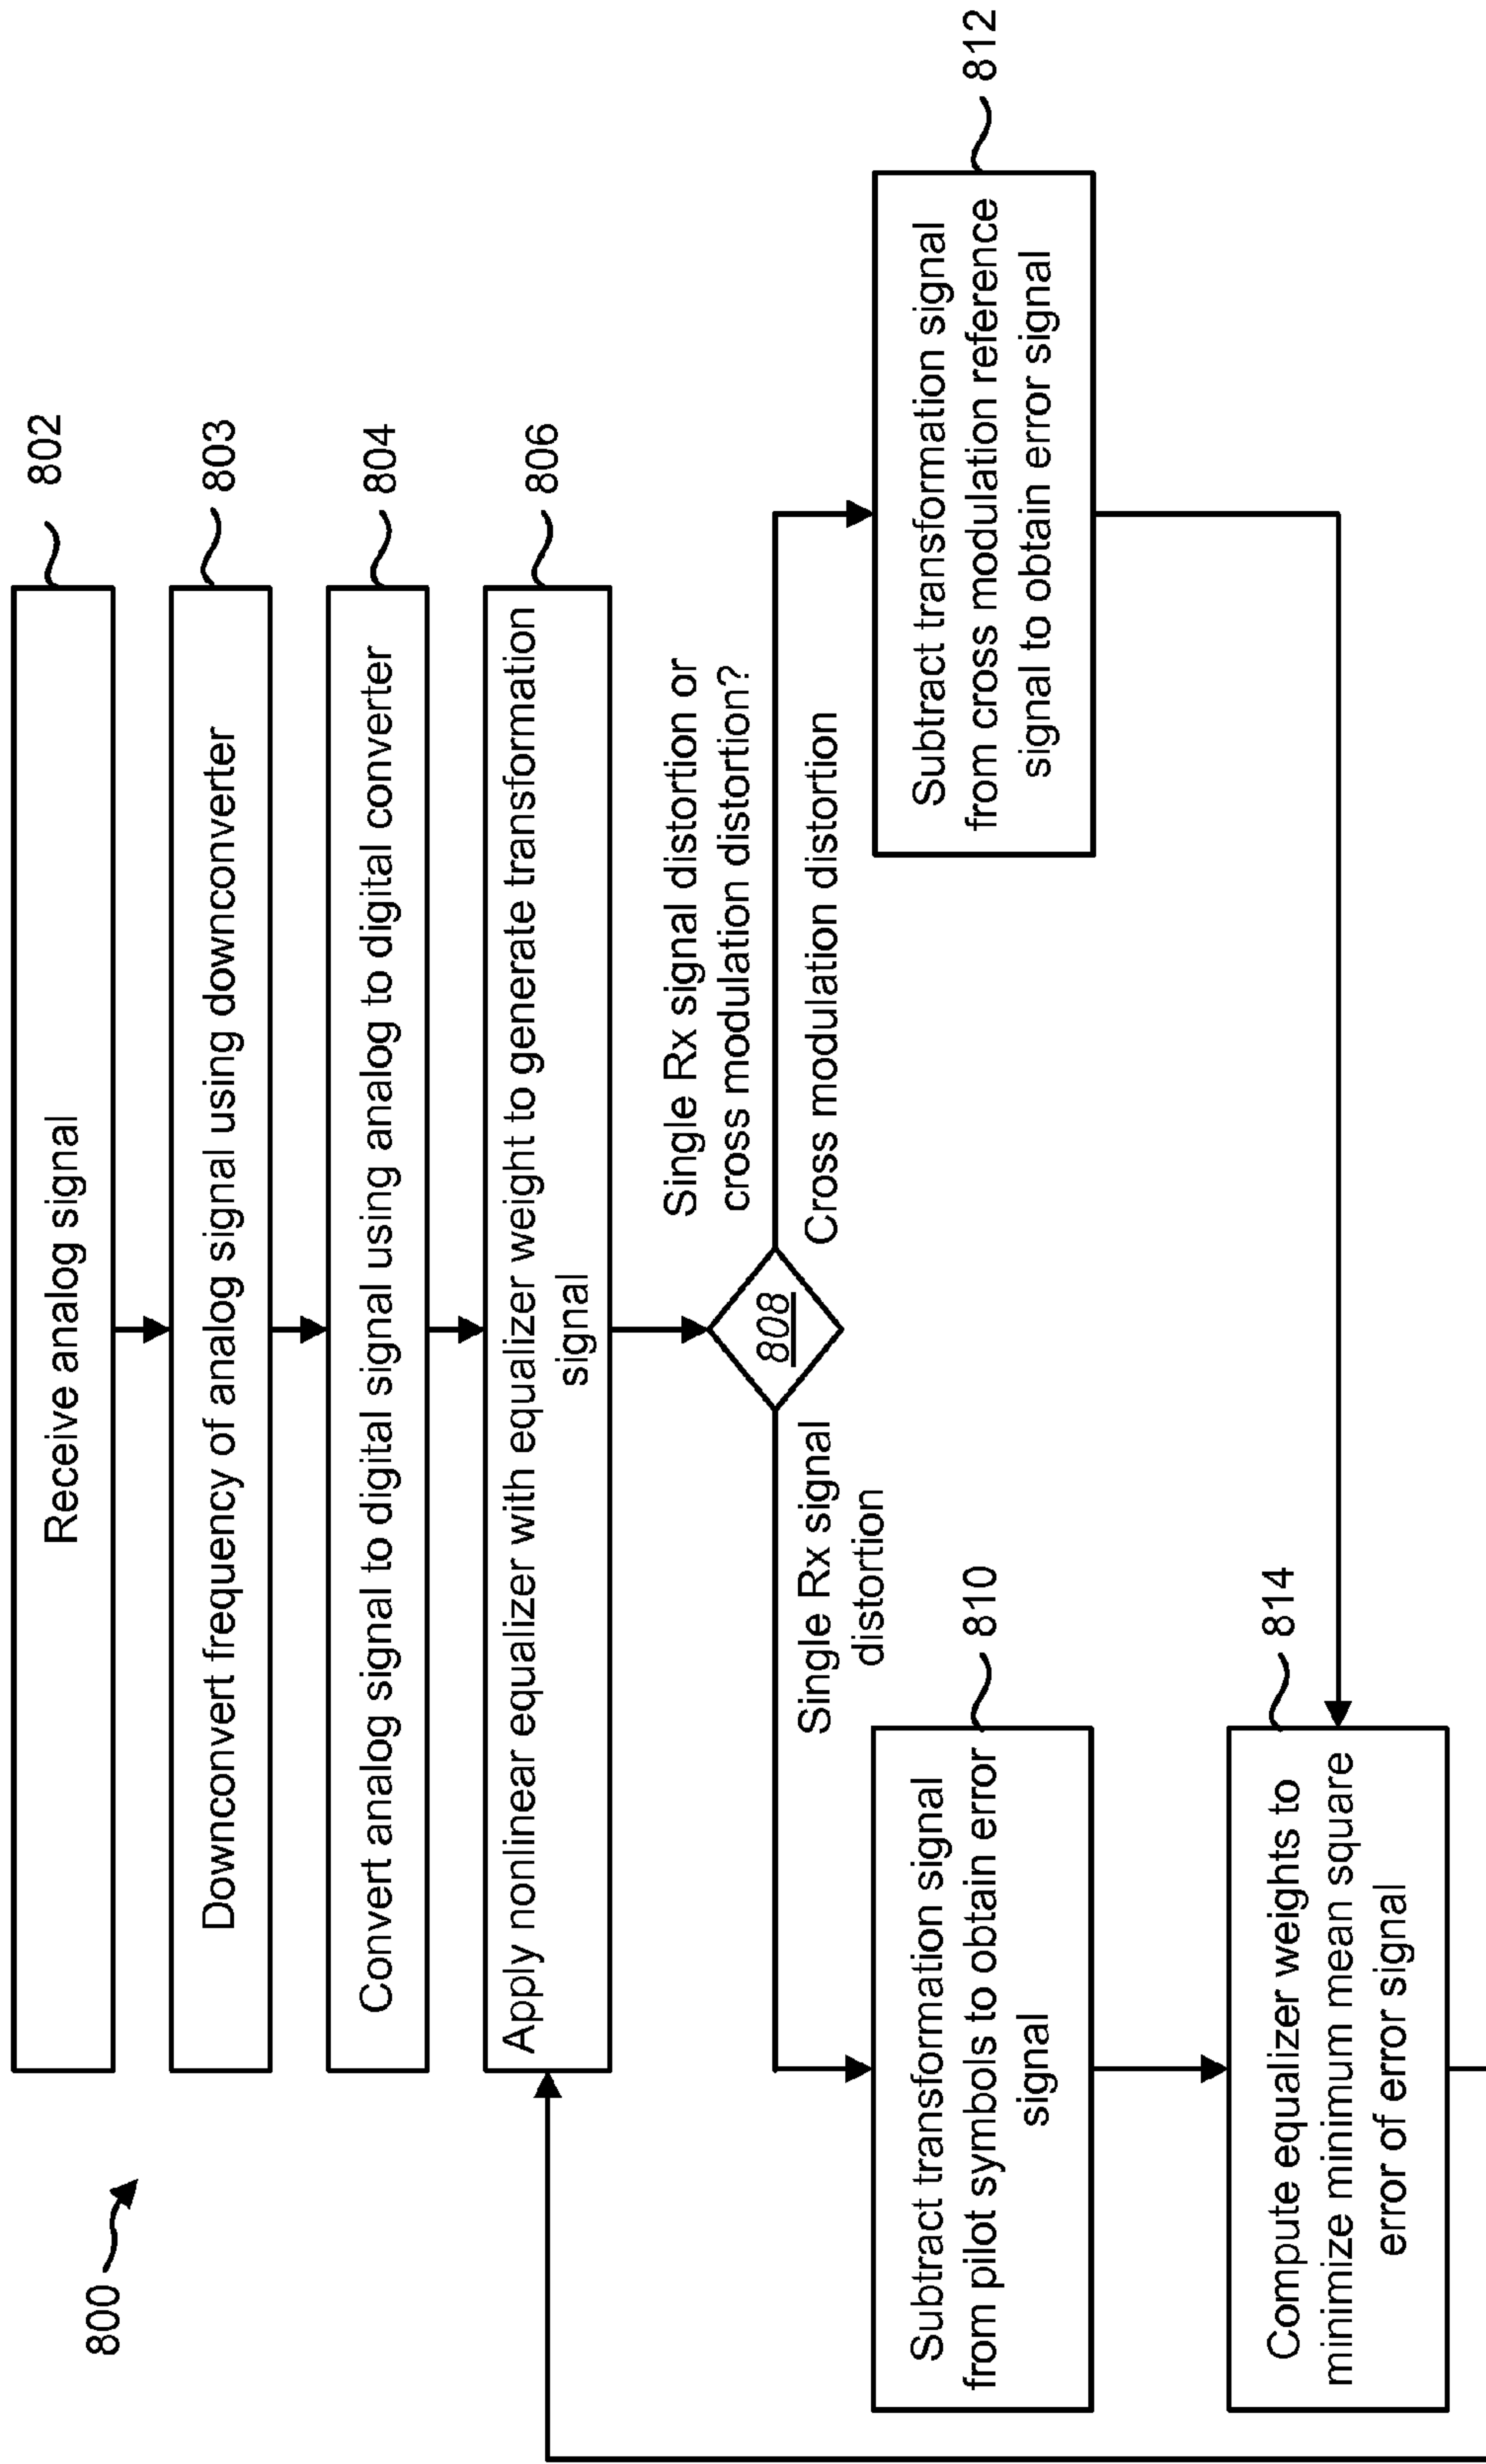 800
Receive analog signal
802
Downconvert frequency of analog signal using downconverter
803
Convert analog signal to digital signal using analog to digital converter
804
Apply nonlinear equalizer with equalizer weight to generate transformation
signal
806
Single Rx signal distortion or
cross modulation distortion?
808
Single Rx signal
distortion
Cross modulation distortion
Subtract transformation signal
from pilot symbols to obtain error
signal
810
Subtract transformation signal
from cross modulation reference
signal to obtain error signal
812
Compute equalizer weights to
minimize minimum mean square
error of error signal
814